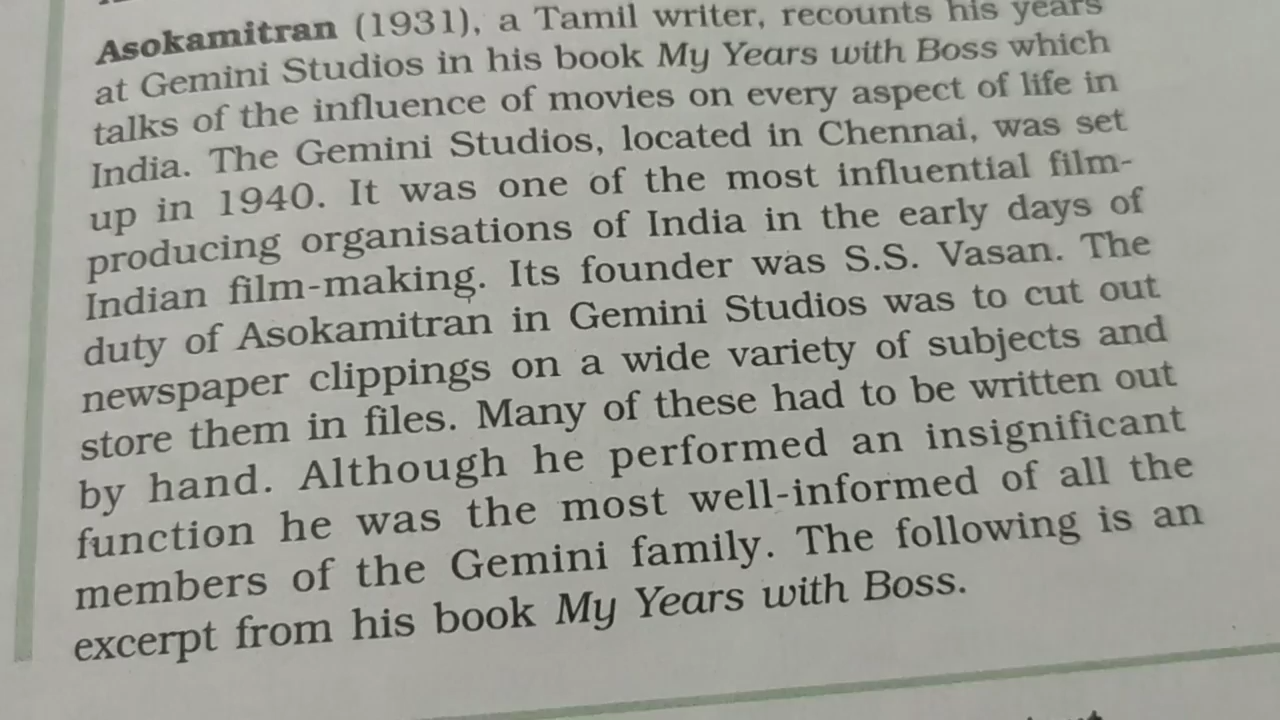 Asokamitran (1931), a Tamil writer, recounts his years
at Gemini Studios in his book My Years with Boss which
talks of the influence of movies on every aspect of life in
India. The Gemini Studios, located in Chennai, was set
up in 1940. It was one of the most influential film-
producing organisations of India in the early days of
Indian film-making. Its founder was S.S. Vasan. The
duty of Asokamitran in Gemini Studios was to cut out
newspaper clippings on a wide variety of subjects and
store them in files. Many of these had to be written out
by hand. Although he performed an insignificant
function he was the most well-informed of all the
members of the Gemini family. The following is an
excerpt from his book My Years with Boss.